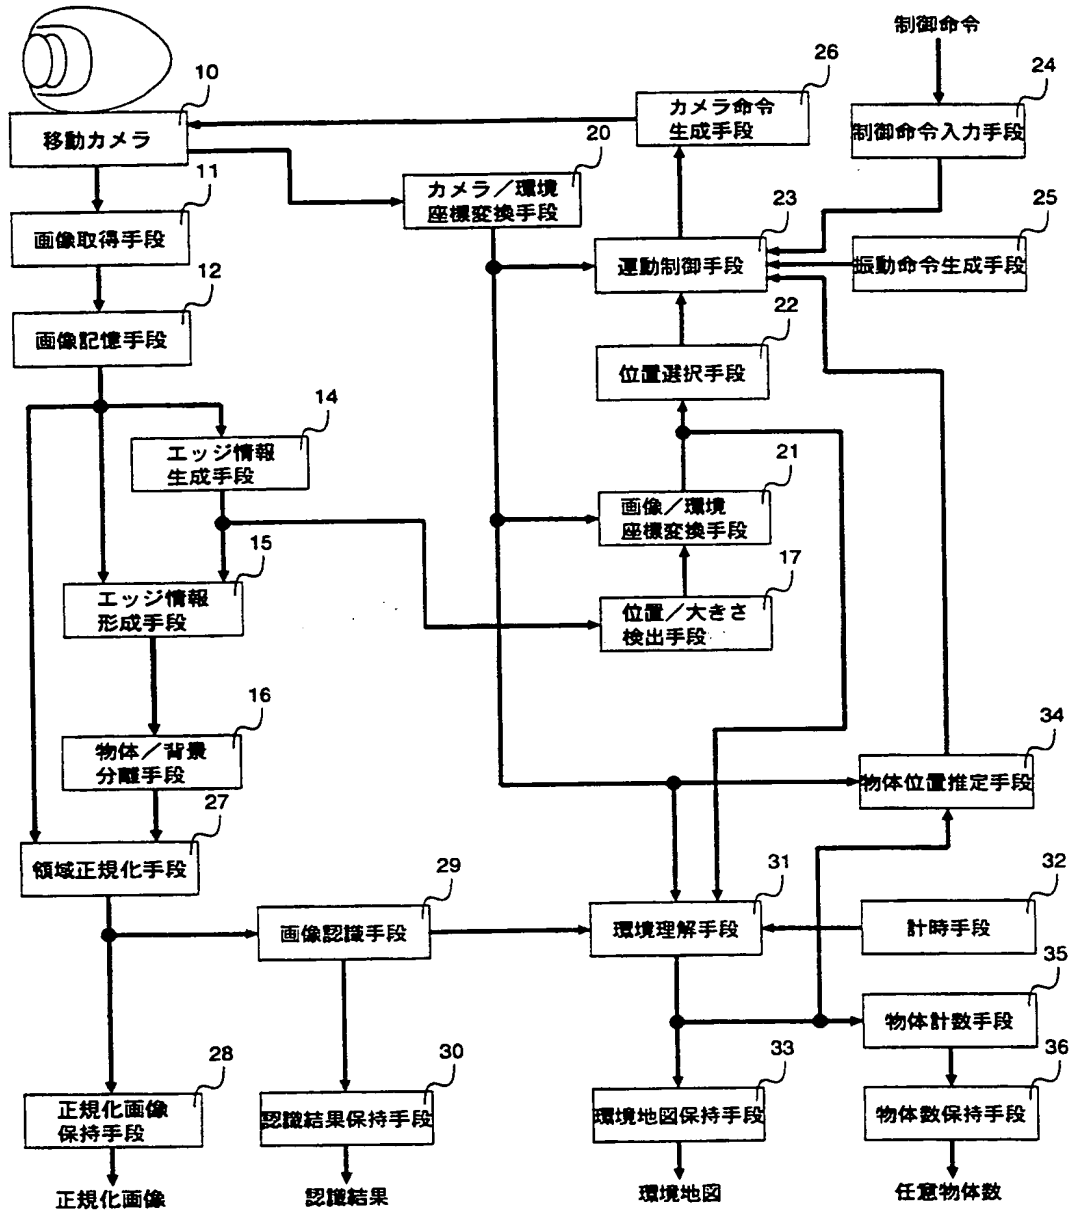 制御命令
26
24
10
カメラ命令
生成手段
移動カメラ
制御命令入力手段
20
11
カメラ／環境
座標変換手段
23
25
画像取得手段
運動制御手段
振動命令生成手段
12
22
画像記憶手段
位置選択手段
14
エッジ情報
生成手段
21
画像／環境
座標変換手段
15
17
エッジ情報
形成手段
位置／大きさ
検出手段
16
34
物体／背景
分離手段
物体位置推定手段
27
領域正規化手段
29
31
32
画像認識手段
環境理解手段
計時手段
35
物体計数手段
28
30
33
36
正規化画像
保持手段
認識結果保持手段
環境地図保持手段
物体数保持手段
正規化画像
認識結果
環境地図
任意物体数